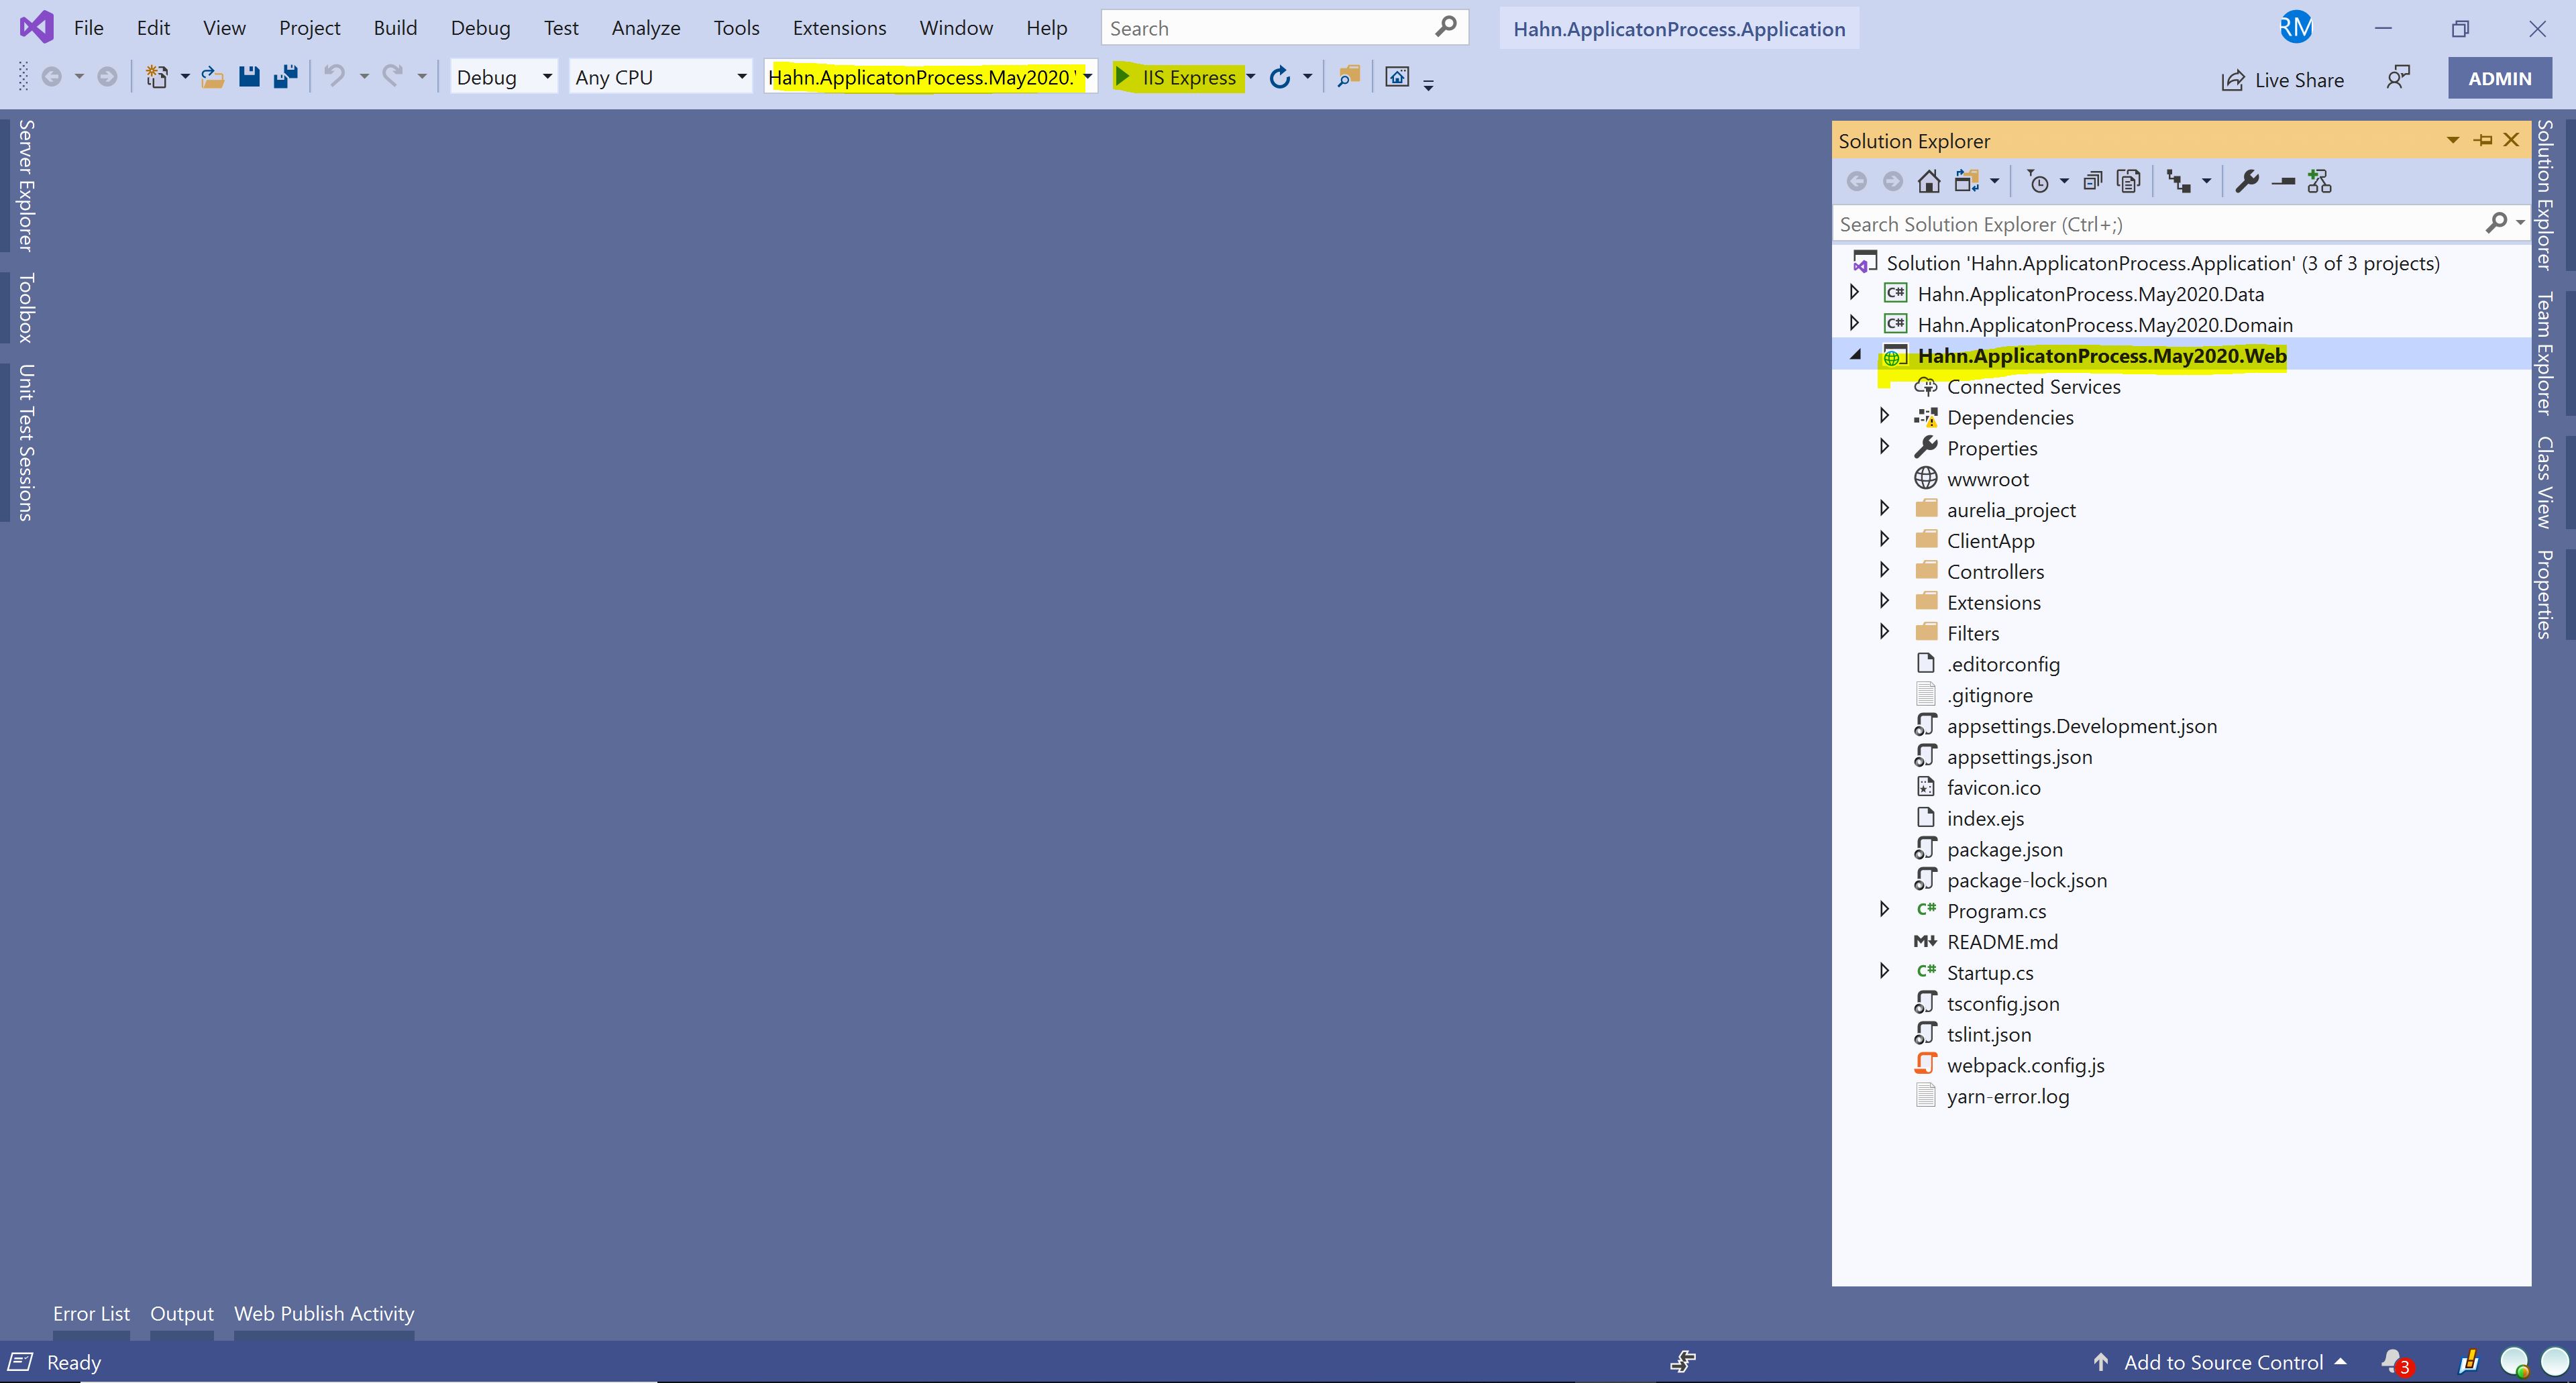 File Edit View Project Build Debug Test Analyze Tools Extensions Window Help Search Hahn.ApplicatonProcess.Application RM
Debug Any CPU Hahn.ApplicatonProcess.May2020.' IIS Express Live Share ADMIN
Server Explorer
Toolbox
Unit Test Sessions
Solution Explorer
Search Solution Explorer (Ctrl+;)
Solution 'Hahn.ApplicatonProcess.Application' (3 of 3 projects)
C# Hahn.ApplicatonProcess.May2020.Data
C# Hahn.ApplicatonProcess.May2020.Domain
Hahn.ApplicatonProcess.May2020.Web
Connected Services
Dependencies
Properties
wwwroot
aurelia_project
ClientApp
Controllers
Extensions
Filters
.editorconfig
.gitignore
appsettings.Development.json
appsettings.json
favicon.ico
index.ejs
package.json
package-lock.json
C# Program.cs
README.md
C# Startup.cs
tsconfig.json
tslint.json
webpack.config.js
yarn-error.log
Solution Explorer
Team Explorer
Class View
Properties
Error List Output Web Publish Activity
Ready Add to Source Control 3